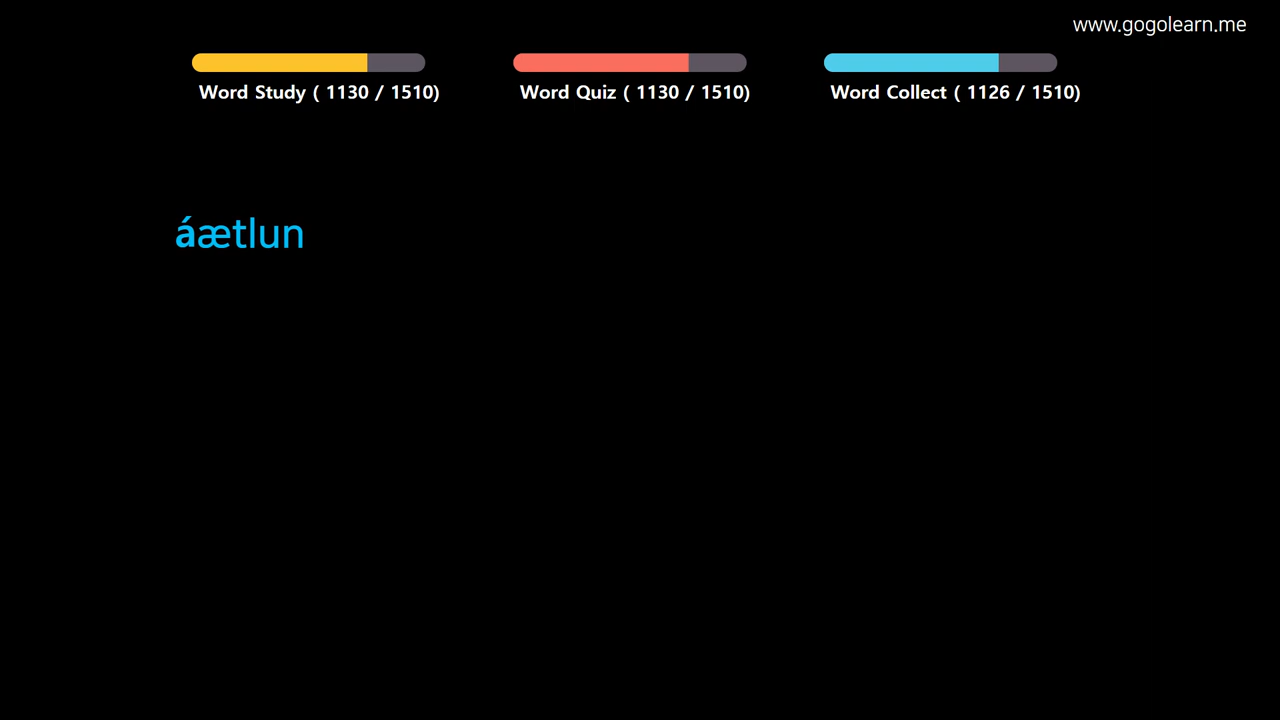 www.gogolearn.me
Word Study ( 1130 / 1510)
Word Quiz ( 1130 / 1510)
Word Collect ( 1126 / 1510)
áætlun